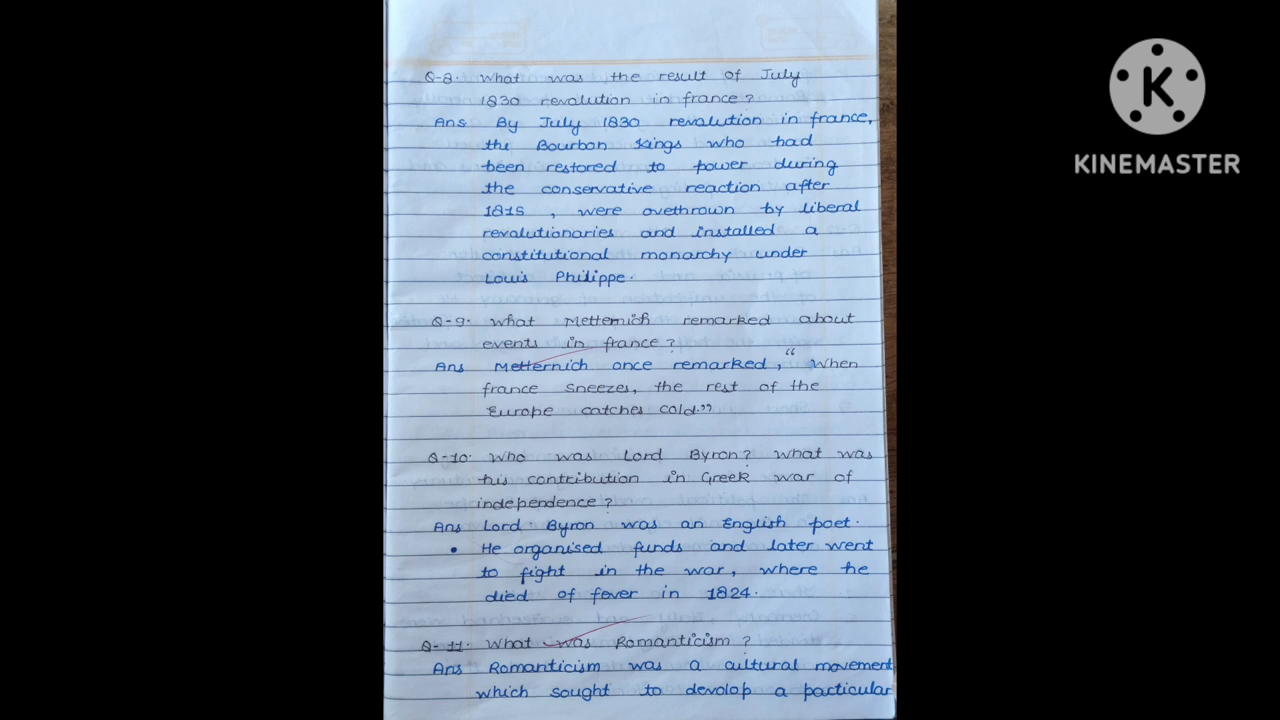 Q-8. What was the result of July
1830 revolution in france?
Ans. By July 1830 revolution in france,
the Bourbon kings who had
been restored to power during
the conservative reaction after
1815, were ovethrown by liberal
revolutionaries and installed a
constitutional monarchy under
Louis Philippe.
Q-9. What Metternich remarked about
events in france?
Ans Metternich once remarked, "When
france sneezes, the rest of the
Europe catches cold."
Q-10. Who was Lord Byron? What was
his contribution in Greek war of
independence?
Ans Lord. Byron was an English poet.
• He organised funds and later went
to fight in the war, where he
died of fever in 1824.
Q-11. What was Romanticism?
Ans Romanticism was a cultural movement
which sought to devolop a particular
K
KINEMASTER